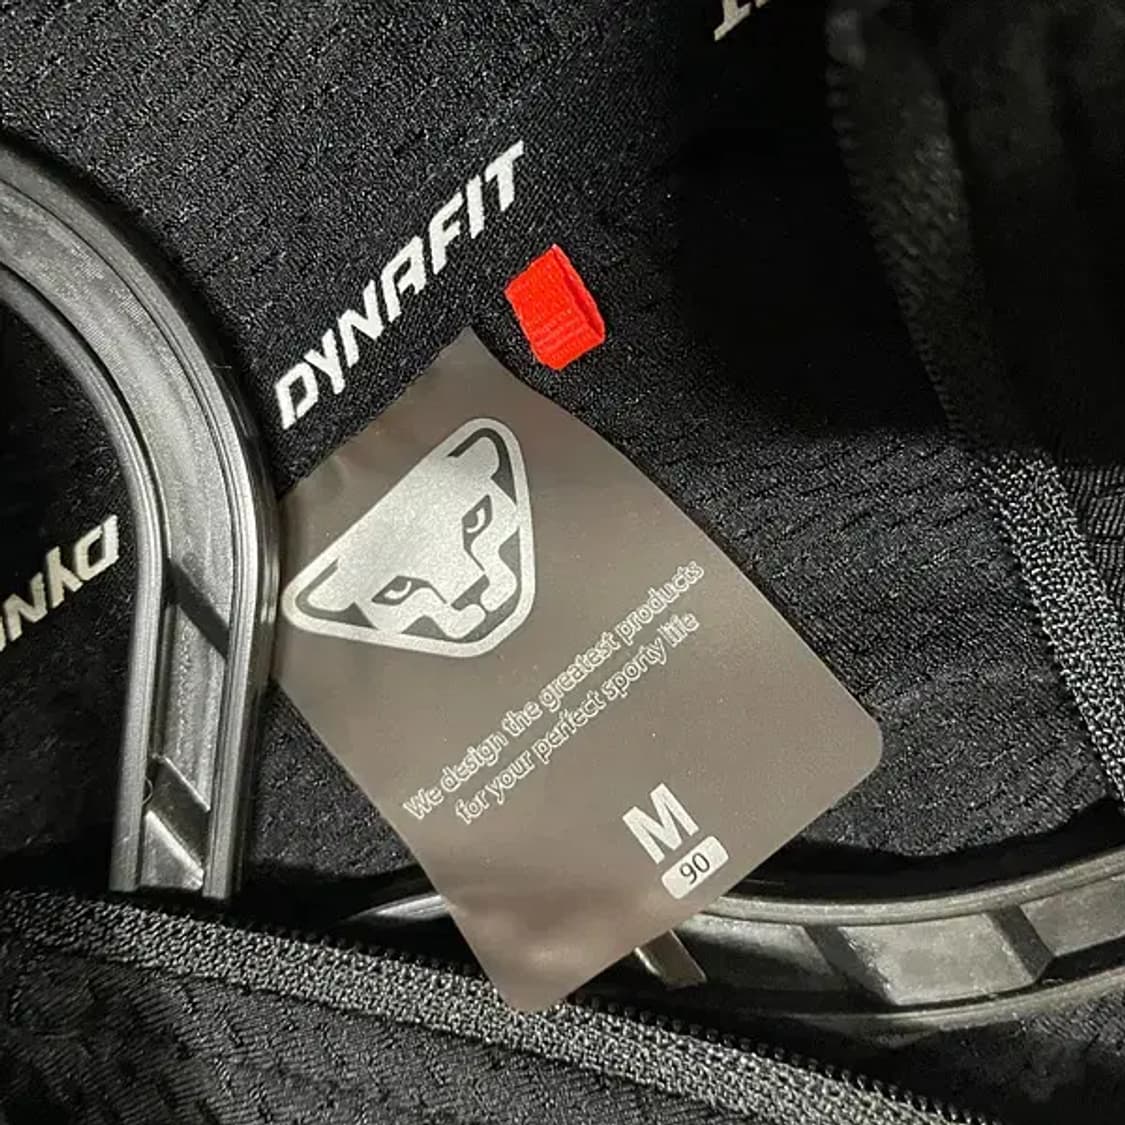 DYNAFIT
We design the greatest products
for your perfect sporty life
M
90